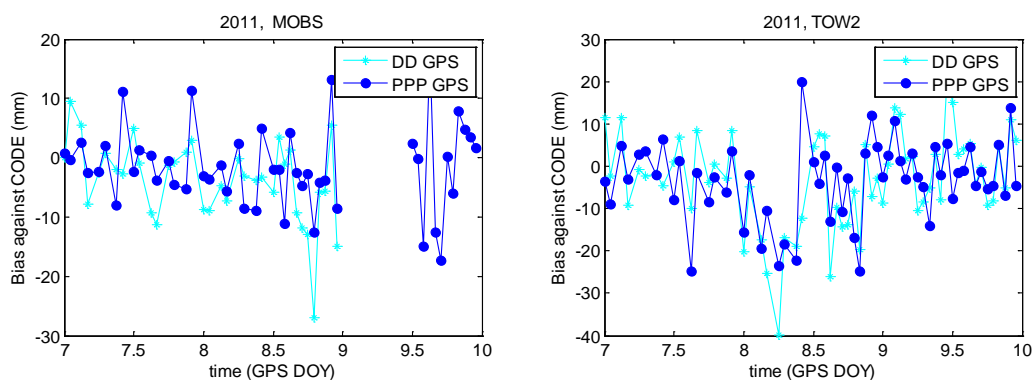 2011, MOBS
20
10
0
-10
-20
-30
Bias against CODE (mm)
DD GPS
PPP GPS
7
7.5
8
8.5
9
9.5
10
time (GPS DOY)
2011, TOW2
30
20
10
0
-10
-20
-30
-40
Bias against CODE (mm)
DD GPS
PPP GPS
7
7.5
8
8.5
9
9.5
10
time (GPS DOY)